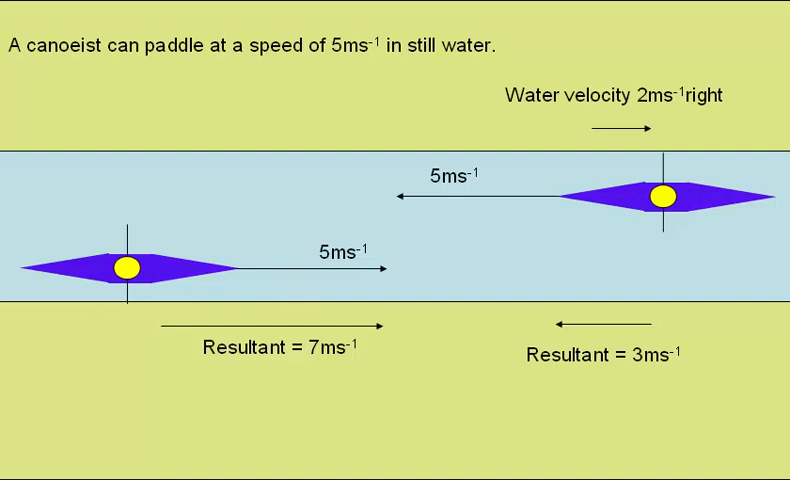 A canoeist can paddle at a speed of 5ms⁻¹ in still water.
Water velocity 2ms⁻¹right
5ms⁻¹
5ms⁻¹
Resultant = 7ms⁻¹
Resultant = 3ms⁻¹